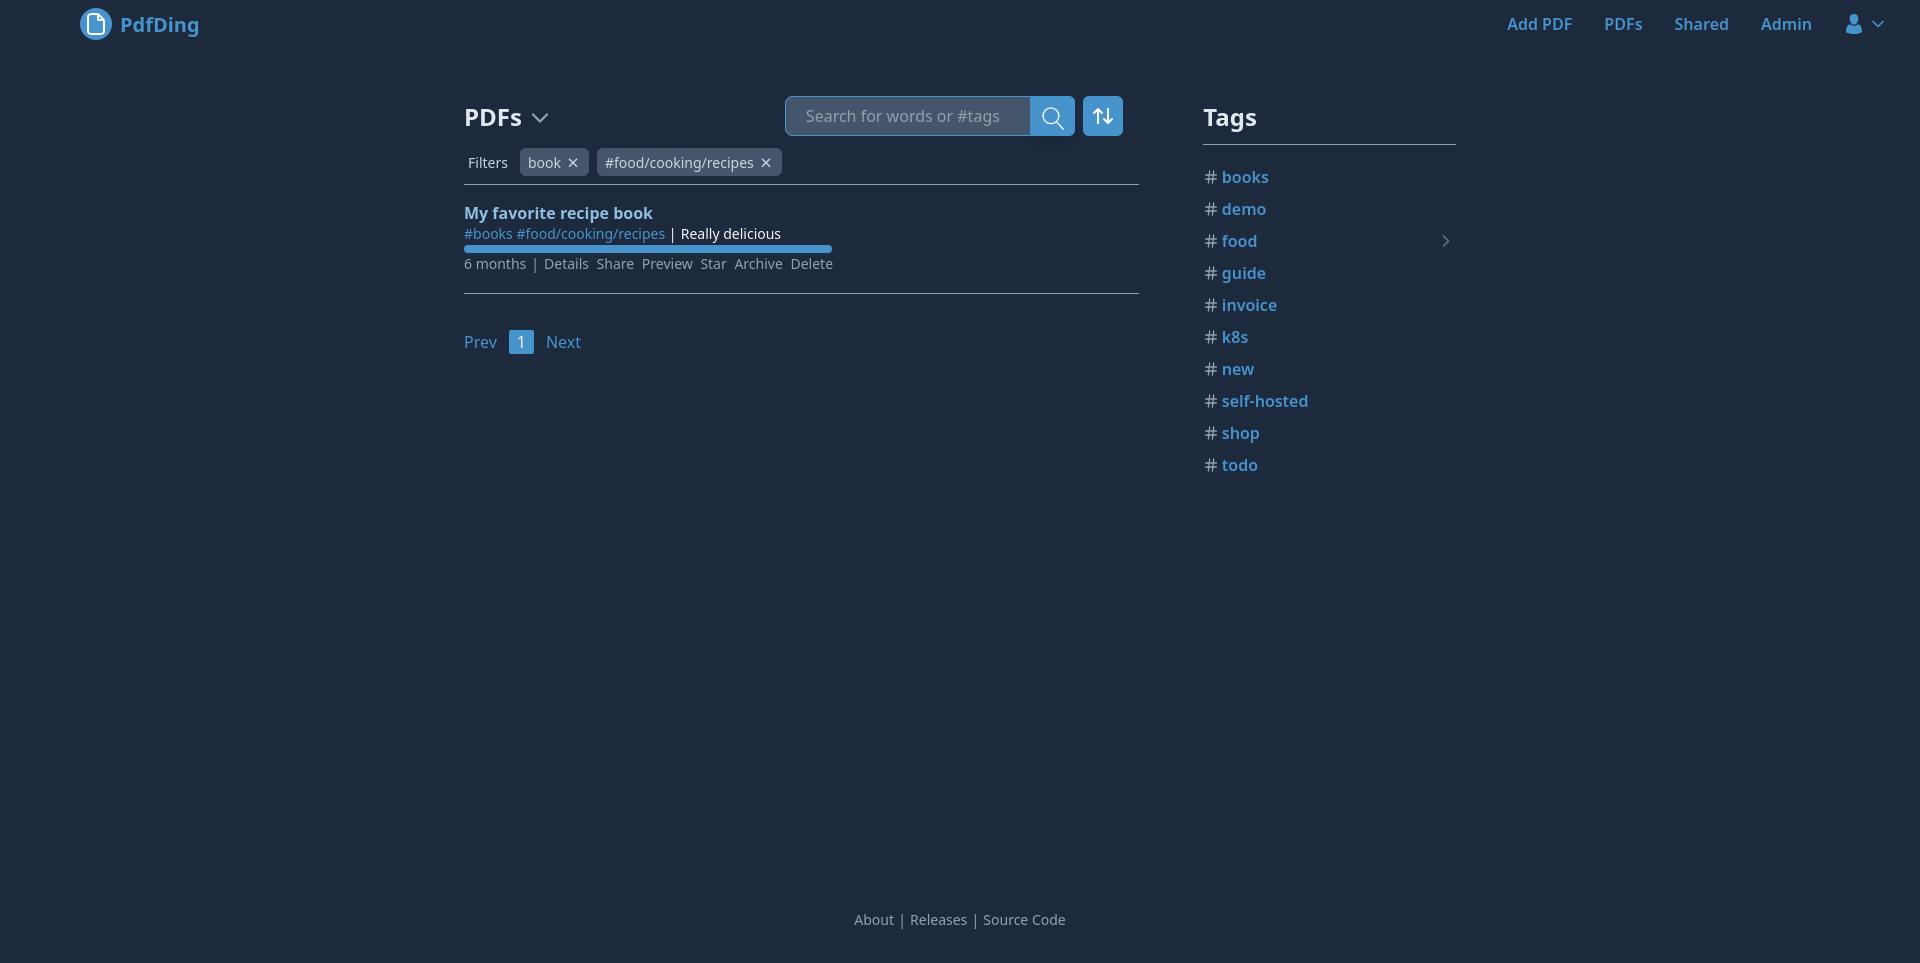 PdfDing
Add PDF PDFs Shared Admin
PDFs
Search for words or #tags
Filters book × #food/cooking/recipes ×
My favorite recipe book
#books #food/cooking/recipes | Really delicious
6 months | Details Share Preview Star Archive Delete
Prev 1 Next
Tags
# books
# demo
# food
# guide
# invoice
# k8s
# new
# self-hosted
# shop
# todo
About | Releases | Source Code